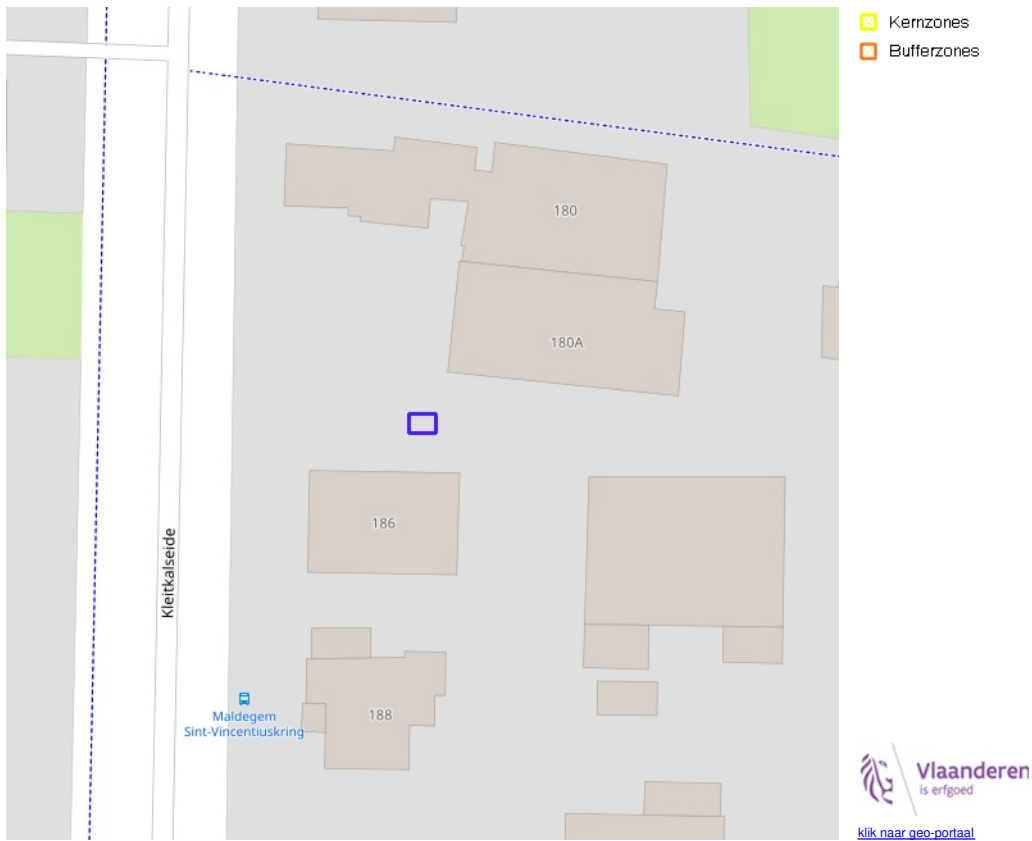 Kernzones
Bufferzones
180
180A
186
Kleitkalseide
188
Maldegem
Sint-Vincentiuskring
Vlaanderen
is erfgoed
klik naar geo-portaal